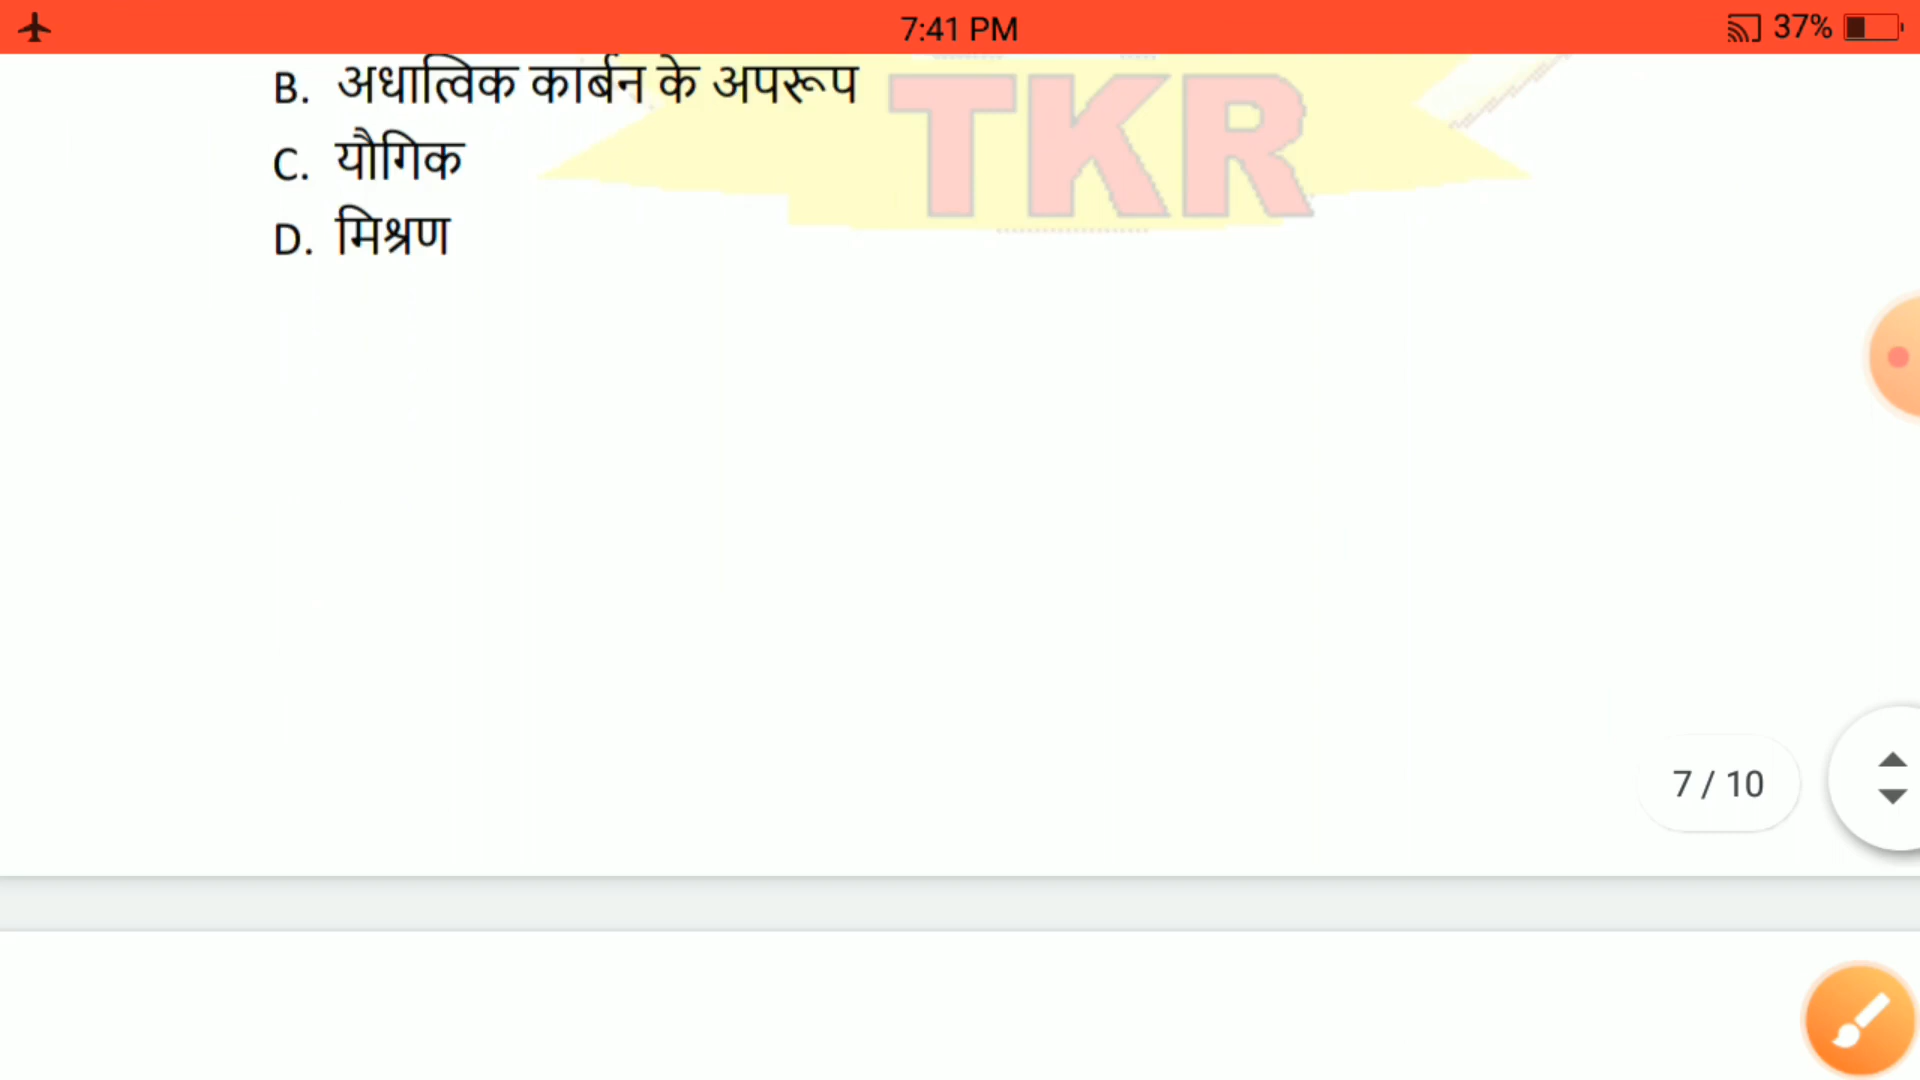 7:41 PM
37%
B. अधात्विक कार्बन के अपरूप
TKR
C. यौगिक
D. मिश्रण
7 / 10